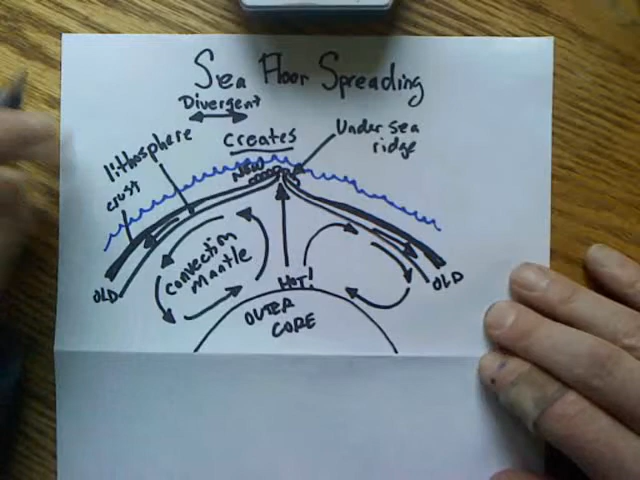 Sea Floor Spreading
Divergent
creates
Under sea
ridge
lithosphere
crust
NEW
Convection
Mantle
OLD
HOT!
OLD
OUTER
CORE